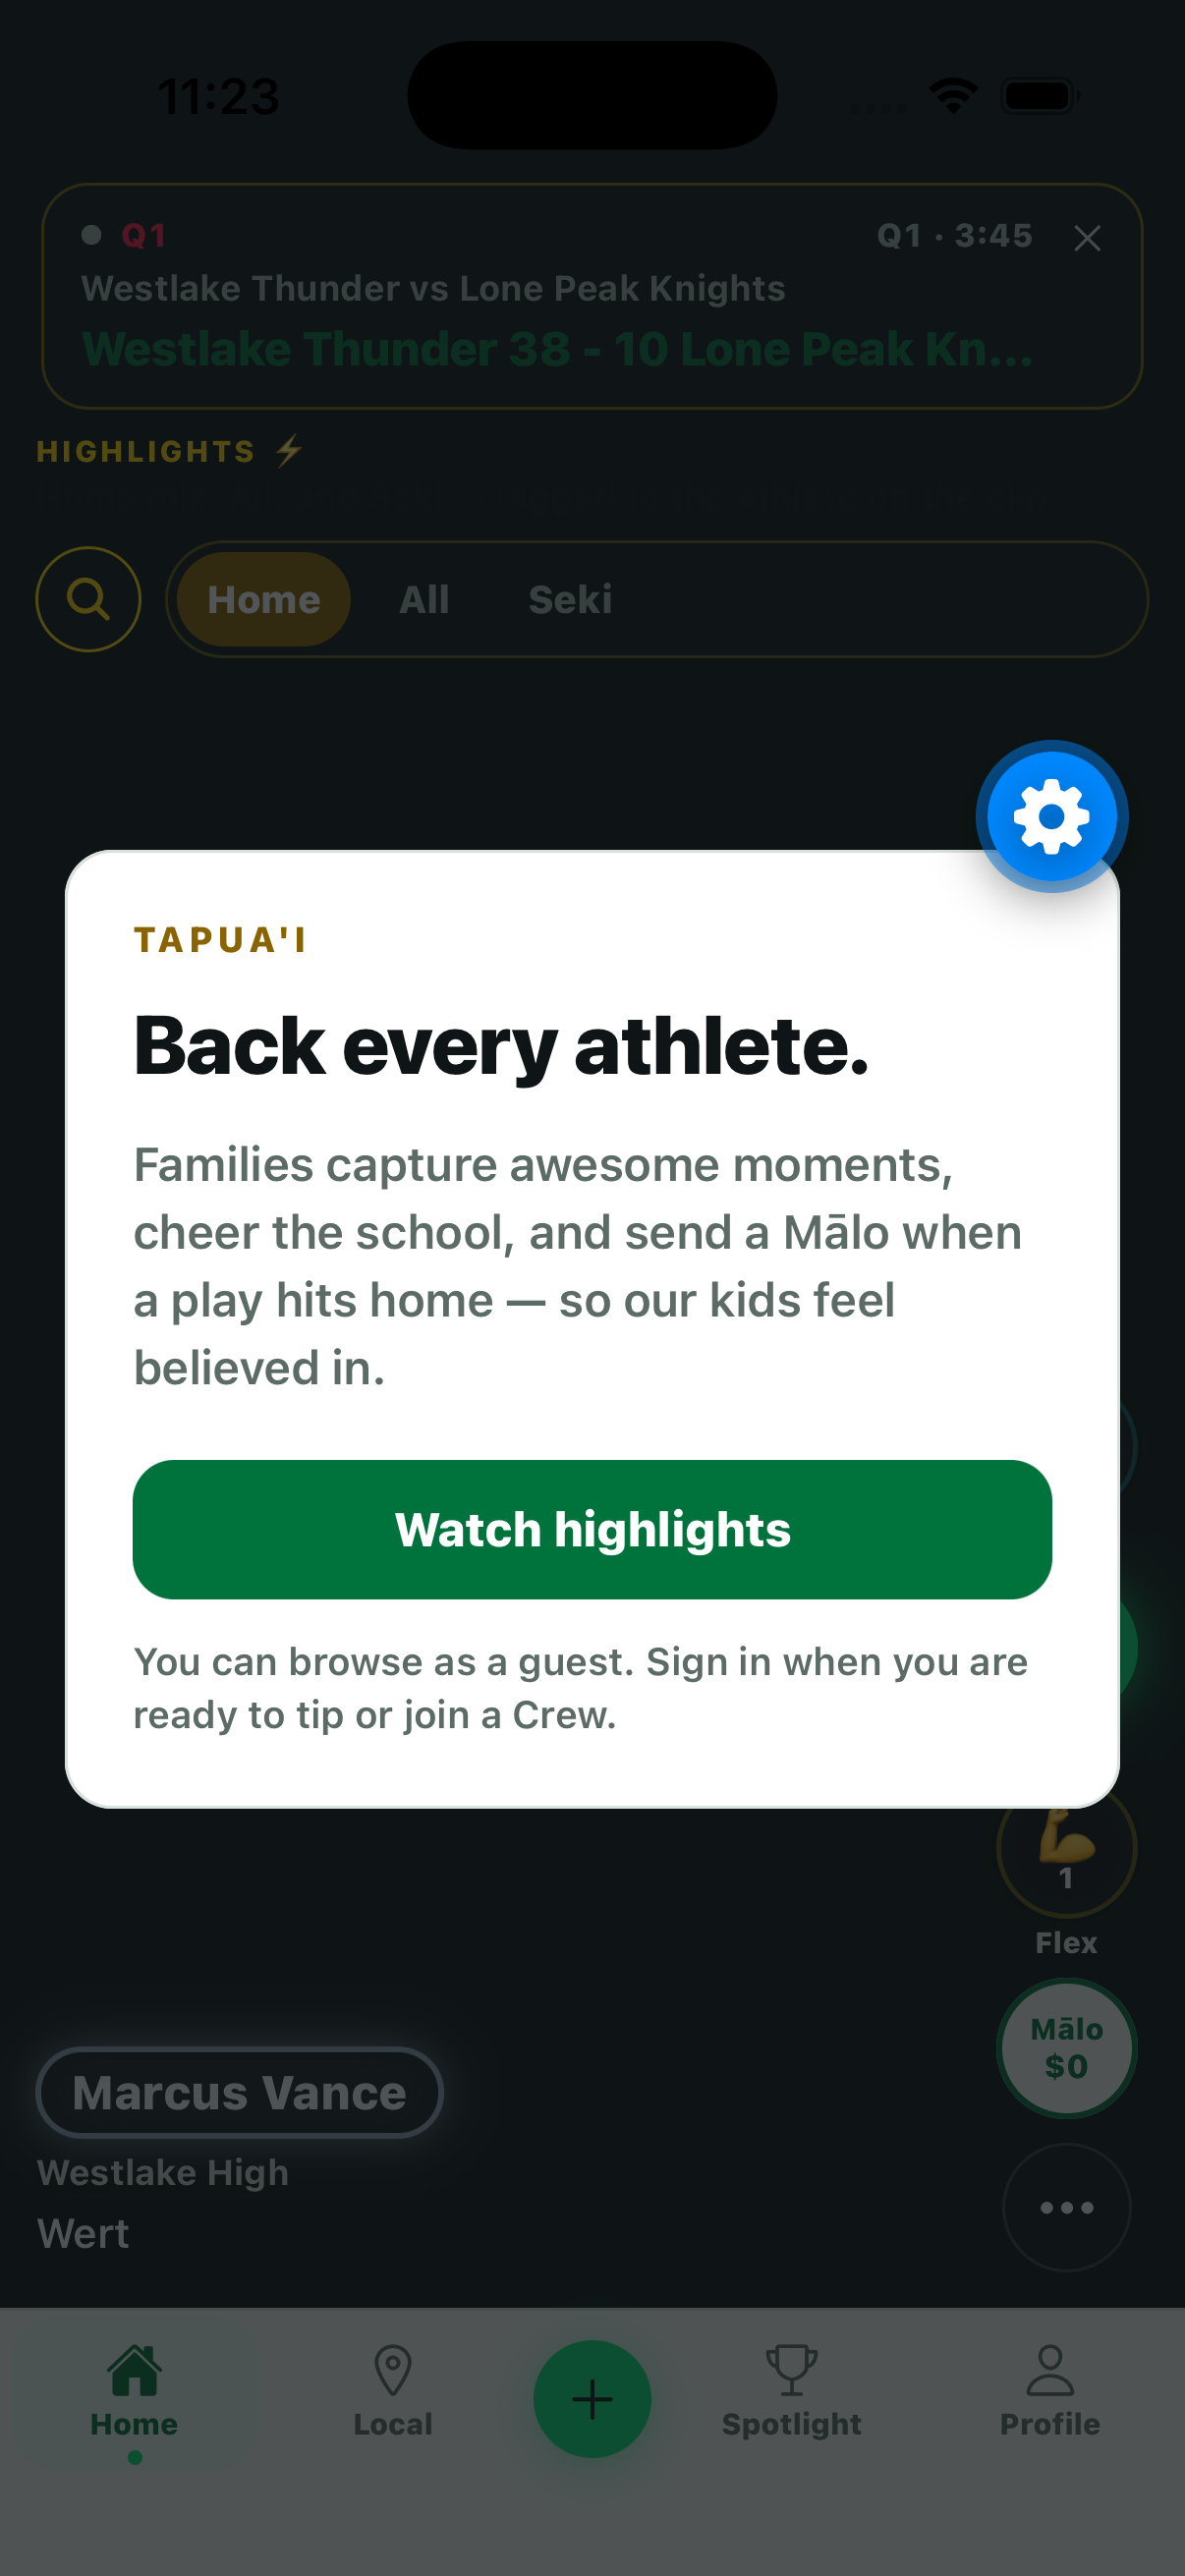 11:23
Q1
Q1 · 3:45
Westlake Thunder vs Lone Peak Knights
Westlake Thunder 38 - 10 Lone Peak Kn...
HIGHLIGHTS ⚡
Home
All
Seki
TAPUA'I
Back every athlete.
Families capture awesome moments,
cheer the school, and send a Mālo when
a play hits home — so our kids feel
believed in.
Watch highlights
You can browse as a guest. Sign in when you are
ready to tip or join a Crew.
1
Flex
Mālo
$0
Marcus Vance
Westlake High
Wert
Home
Local
Spotlight
Profile